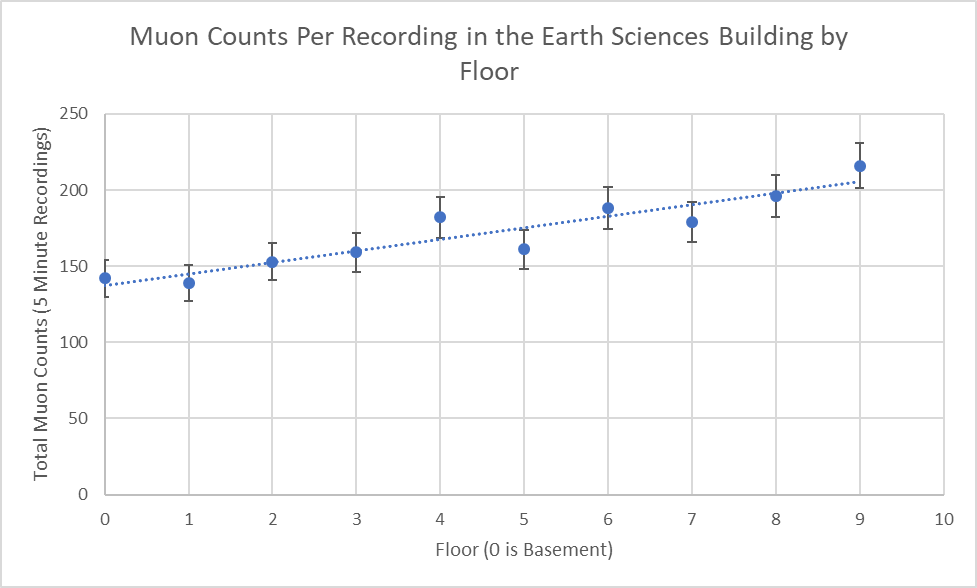 Muon Counts Per Recording in the Earth Sciences Building by
Floor
Total Muon Counts (5 Minute Recordings)
250
200
150
100
50
0
0 1 2 3 4 5 6 7 8 9 10
Floor (0 is Basement)